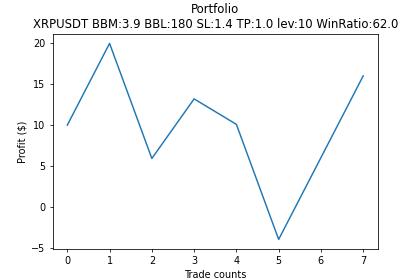 Portfolio
XRPUSDT BBM:3.9 BBL:180 SL:1.4 TP:1.0 lev:10 WinRatio:62.0
20
15
10
5
0
−5
Profit ($)
0 1 2 3 4 5 6 7
Trade counts